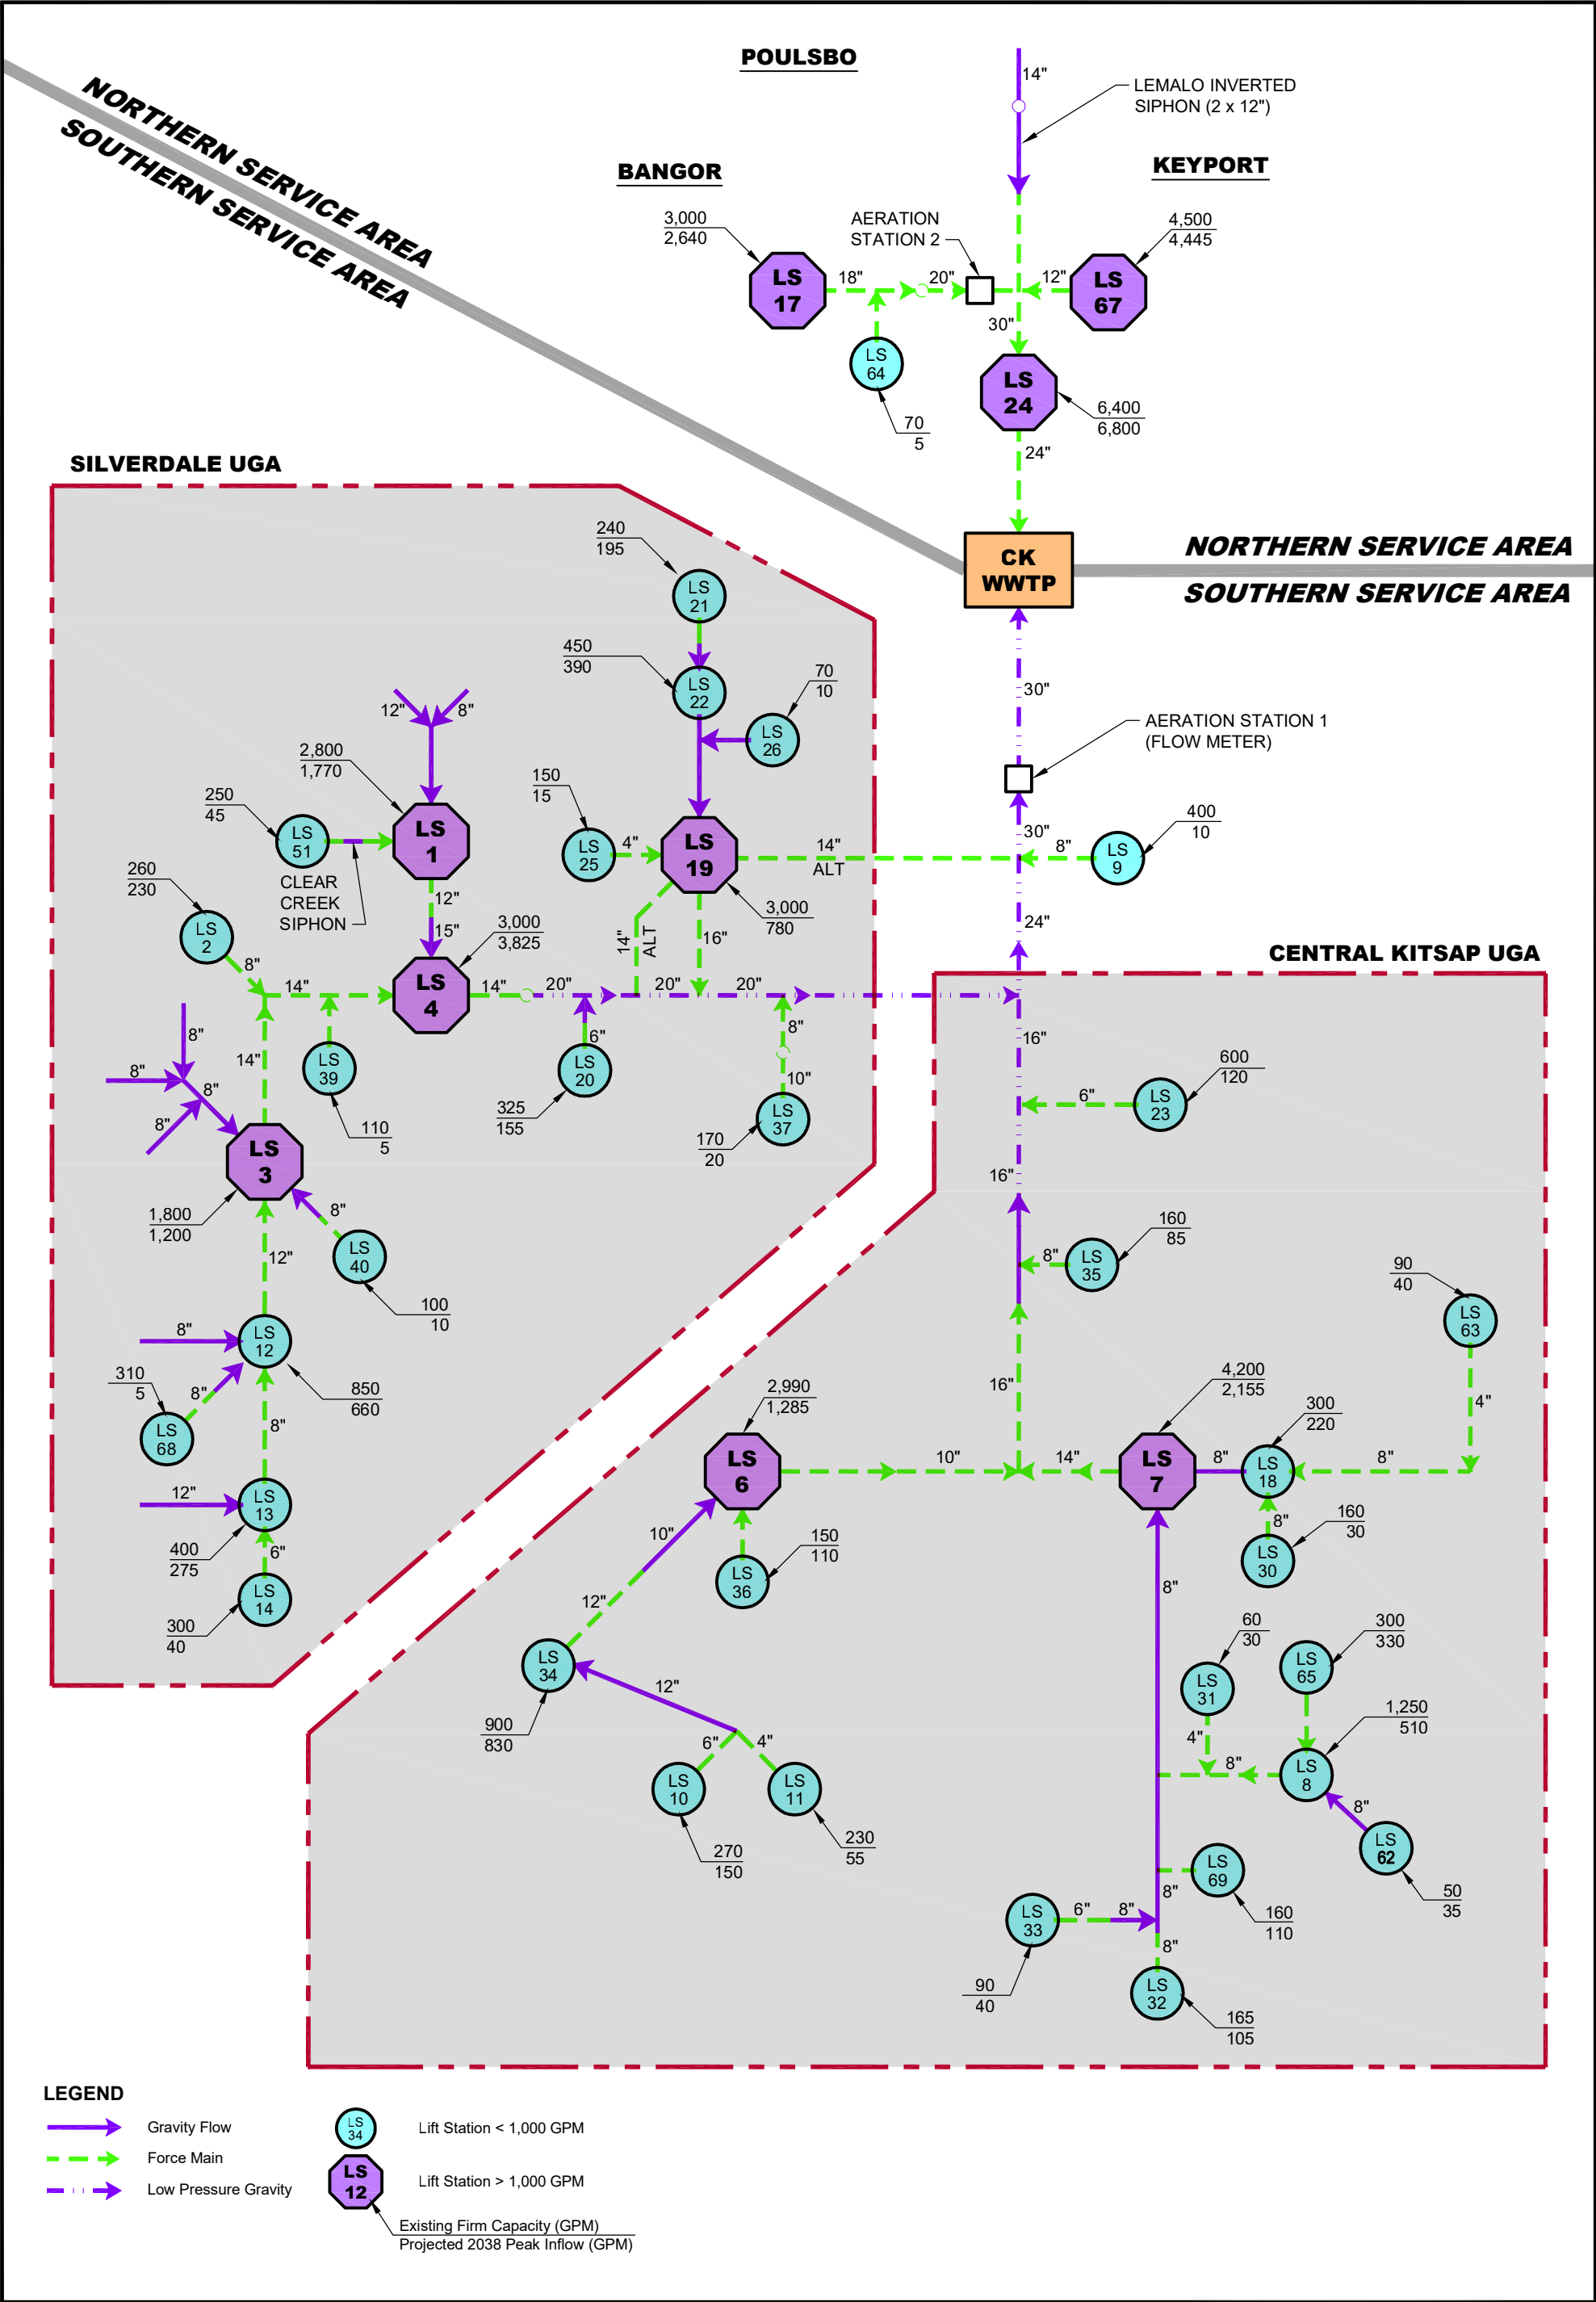 POULSBO
14"
LEMALO INVERTED
SIPHON (2 x 12")
NORTHERN SERVICE AREA
SOUTHERN SERVICE AREA
BANGOR
KEYPORT
3,000
2,640
AERATION
STATION 2
4,500
4,445
LS
17
18"
20"
12"
LS
67
30"
LS
64
LS
24
70
5
6,400
6,800
24"
SILVERDALE UGA
CK
WWTP
NORTHERN SERVICE AREA
SOUTHERN SERVICE AREA
240
195
LS
21
450
390
LS
22
70
10
LS
26
30"
12"
8"
AERATION STATION 1
(FLOW METER)
2,800
1,770
150
15
250
45
LS
51
LS
1
LS
25
4"
LS
19
14"
ALT
30"
8"
LS
9
400
10
CLEAR
CREEK
SIPHON
260
230
LS
2
12"
15"
3,000
3,825
14"
ALT
16"
3,000
780
24"
CENTRAL KITSAP UGA
8"
14"
LS
4
14"
20"
20"
20"
8"
8"
8"
8"
14"
LS
39
110
5
6"
LS
20
325
155
8"
10"
LS
37
170
20
16"
600
120
6"
LS
23
16"
LS
3
1,800
1,200
8"
LS
40
100
10
12"
160
85
8"
LS
35
90
40
LS
63
8"
LS
12
310
5
8"
LS
68
850
660
8"
16"
2,990
1,285
LS
6
10"
14"
4,200
2,155
LS
7
8"
300
220
LS
18
8"
4"
12"
LS
13
400
275
6"
LS
14
300
40
10"
12"
LS
36
150
110
8"
LS
30
160
30
8"
LS
34
900
830
12"
6"
4"
LS
10
LS
11
270
150
230
55
60
30
LS
31
4"
300
330
LS
65
1,250
510
8"
LS
8
8"
LS
62
50
35
LS
69
8"
160
110
LS
33
6"
8"
90
40
8"
LS
32
165
105
LEGEND
Gravity Flow
Force Main
Low Pressure Gravity
LS
34
Lift Station < 1,000 GPM
LS
12
Lift Station > 1,000 GPM
Existing Firm Capacity (GPM)
Projected 2038 Peak Inflow (GPM)